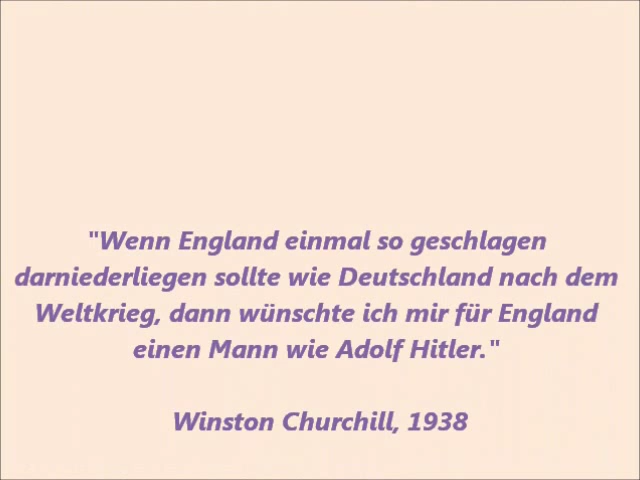 "Wenn England einmal so geschlagen
darniederliegen sollte wie Deutschland nach dem
Weltkrieg, dann wünschte ich mir für England
einen Mann wie Adolf Hitler."
Winston Churchill, 1938